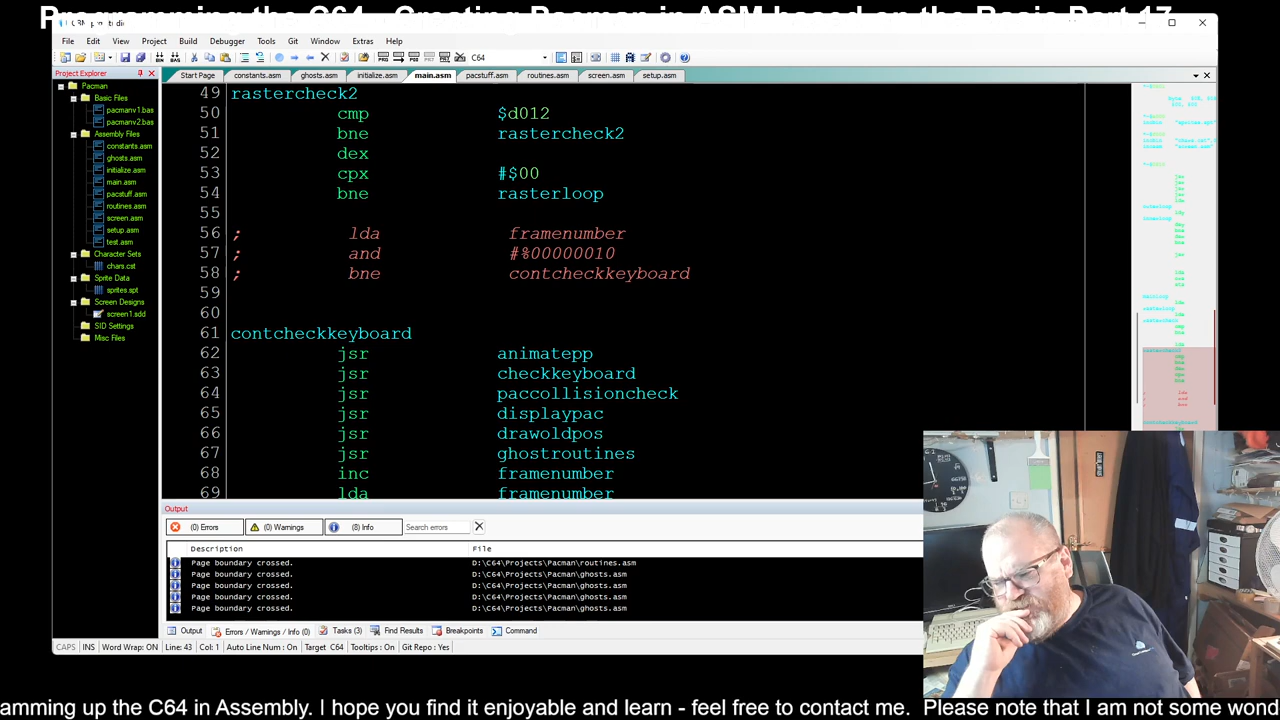 Programming the C64 - Creating Pacman in ASM based on the Basic Part 17
File Edit View Project Build Debugger Tools Git Window Extras Help
C64
Project Explorer
Start Page constants.asm ghosts.asm initialize.asm main.asm pacstuff.asm routines.asm screen.asm setup.asm
Pacman
Basic Files
pacmanv1.bas
pacmanv2.bas
Assembly Files
constants.asm
ghosts.asm
initialize.asm
main.asm
pacstuff.asm
routines.asm
screen.asm
setup.asm
test.asm
Character Sets
chars.cst
Sprite Data
sprites.spt
Screen Designs
screen1.sdd
SID Settings
Misc Files
49 rastercheck2
50 cmp $d012
51 bne rastercheck2
52 dex
53 cpx #$00
54 bne rasterloop
55
56 ; lda framenumber
57 ; and #%00000010
58 ; bne contcheckkeyboard
59
60
61 contcheckkeyboard
62 jsr animatepp
63 jsr checkkeyboard
64 jsr paccollisioncheck
65 jsr displaypac
66 jsr drawoldpos
67 jsr ghostroutines
68 inc framenumber
69 lda framenumber
Output
(0) Errors (0) Warnings (8) Info Search errors
Description File
Page boundary crossed. D:\C64\Projects\Pacman\routines.asm
Page boundary crossed. D:\C64\Projects\Pacman\ghosts.asm
Page boundary crossed. D:\C64\Projects\Pacman\ghosts.asm
Page boundary crossed. D:\C64\Projects\Pacman\ghosts.asm
Page boundary crossed. D:\C64\Projects\Pacman\ghosts.asm
Output Errors / Warnings / Info (0) Tasks (3) Find Results Breakpoints Command
CAPS INS Word Wrap: ON Line: 43 Col: 1 Auto Line Num : On Target C64 Tooltips : On Git Repo : Yes
amming up the C64 in Assembly. I hope you find it enjoyable and learn - feel free to contact me. Please note that I am not some wond